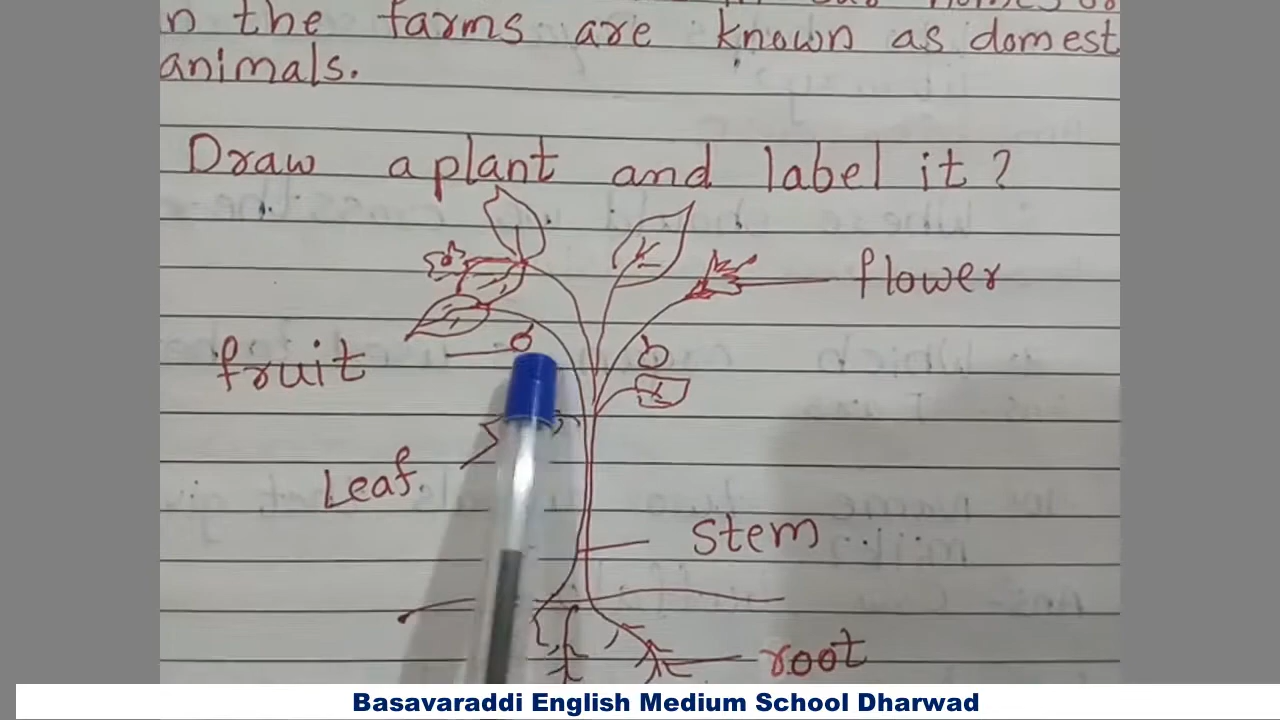 n the farms are known as domest
animals.
Draw a plant and label it?
flower
fruit
Leaf.
Stem
root
Basavaraddi English Medium School Dharwad